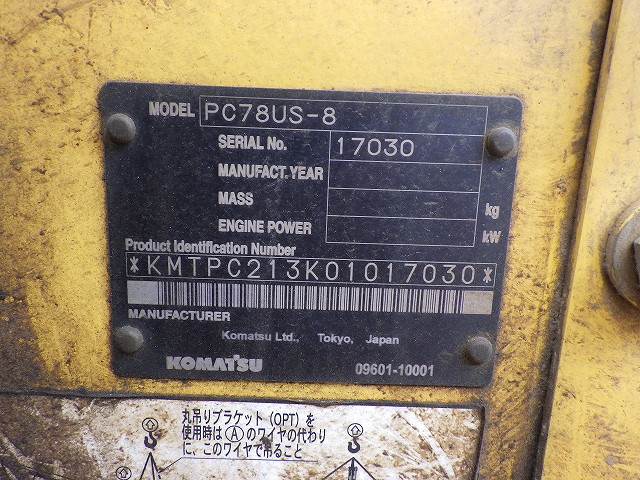 MODEL PC78US-8
SERIAL No. 17030
MANUFACT.YEAR
MASS kg
ENGINE POWER kW
Product Identification Number
*KMTPC213K01017030*
MANUFACTURER
Komatsu Ltd., Tokyo, Japan
KOMATSU 09601-10001
丸吊りブラケット(OPT)を
使用時はⒶのワイヤの代わり
に、このワイヤで吊ること